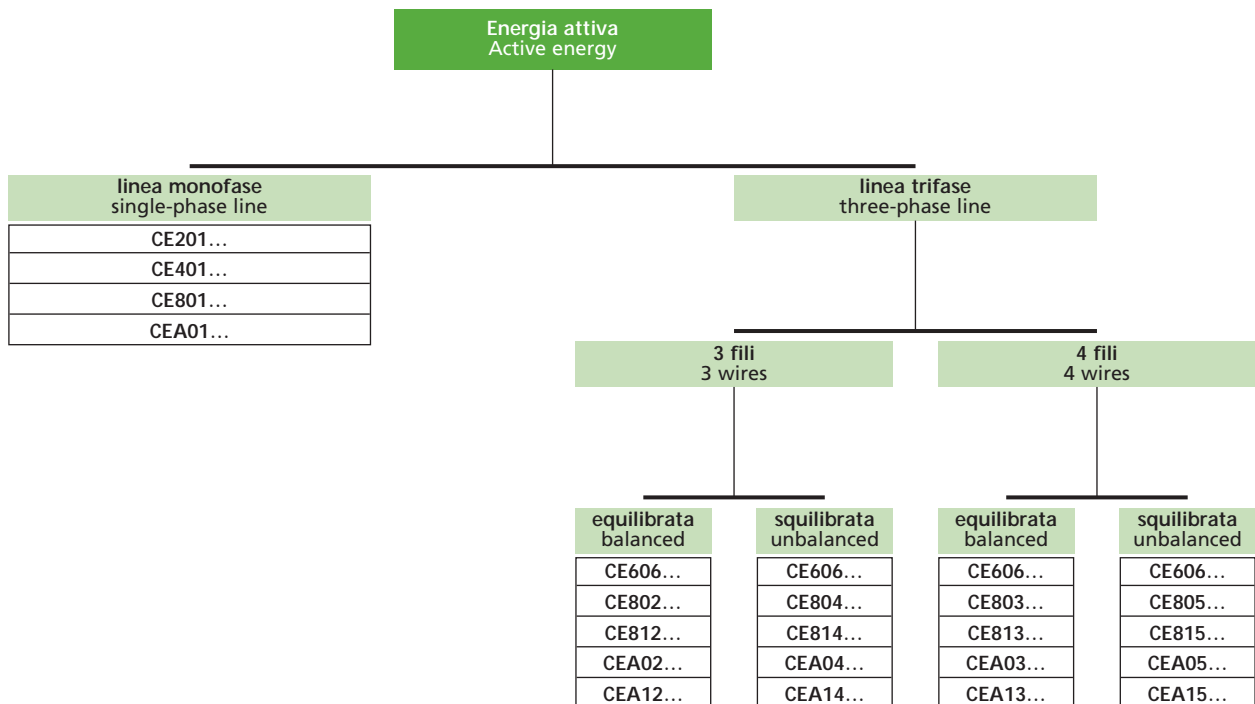 Energia attiva
Active energy
linea monofase
single-phase line
CE201...
CE401...
CE801...
CEA01...
linea trifase
three-phase line
3 fili
3 wires
4 fili
4 wires
equilibrata
balanced
CE606...
CE802...
CE812...
CEA02...
CEA12...
squilibrata
unbalanced
CE606...
CE804...
CE814...
CEA04...
CEA14...
equilibrata
balanced
CE606...
CE803...
CE813...
CEA03...
CEA13...
squilibrata
unbalanced
CE606...
CE805...
CE815...
CEA05...
CEA15...